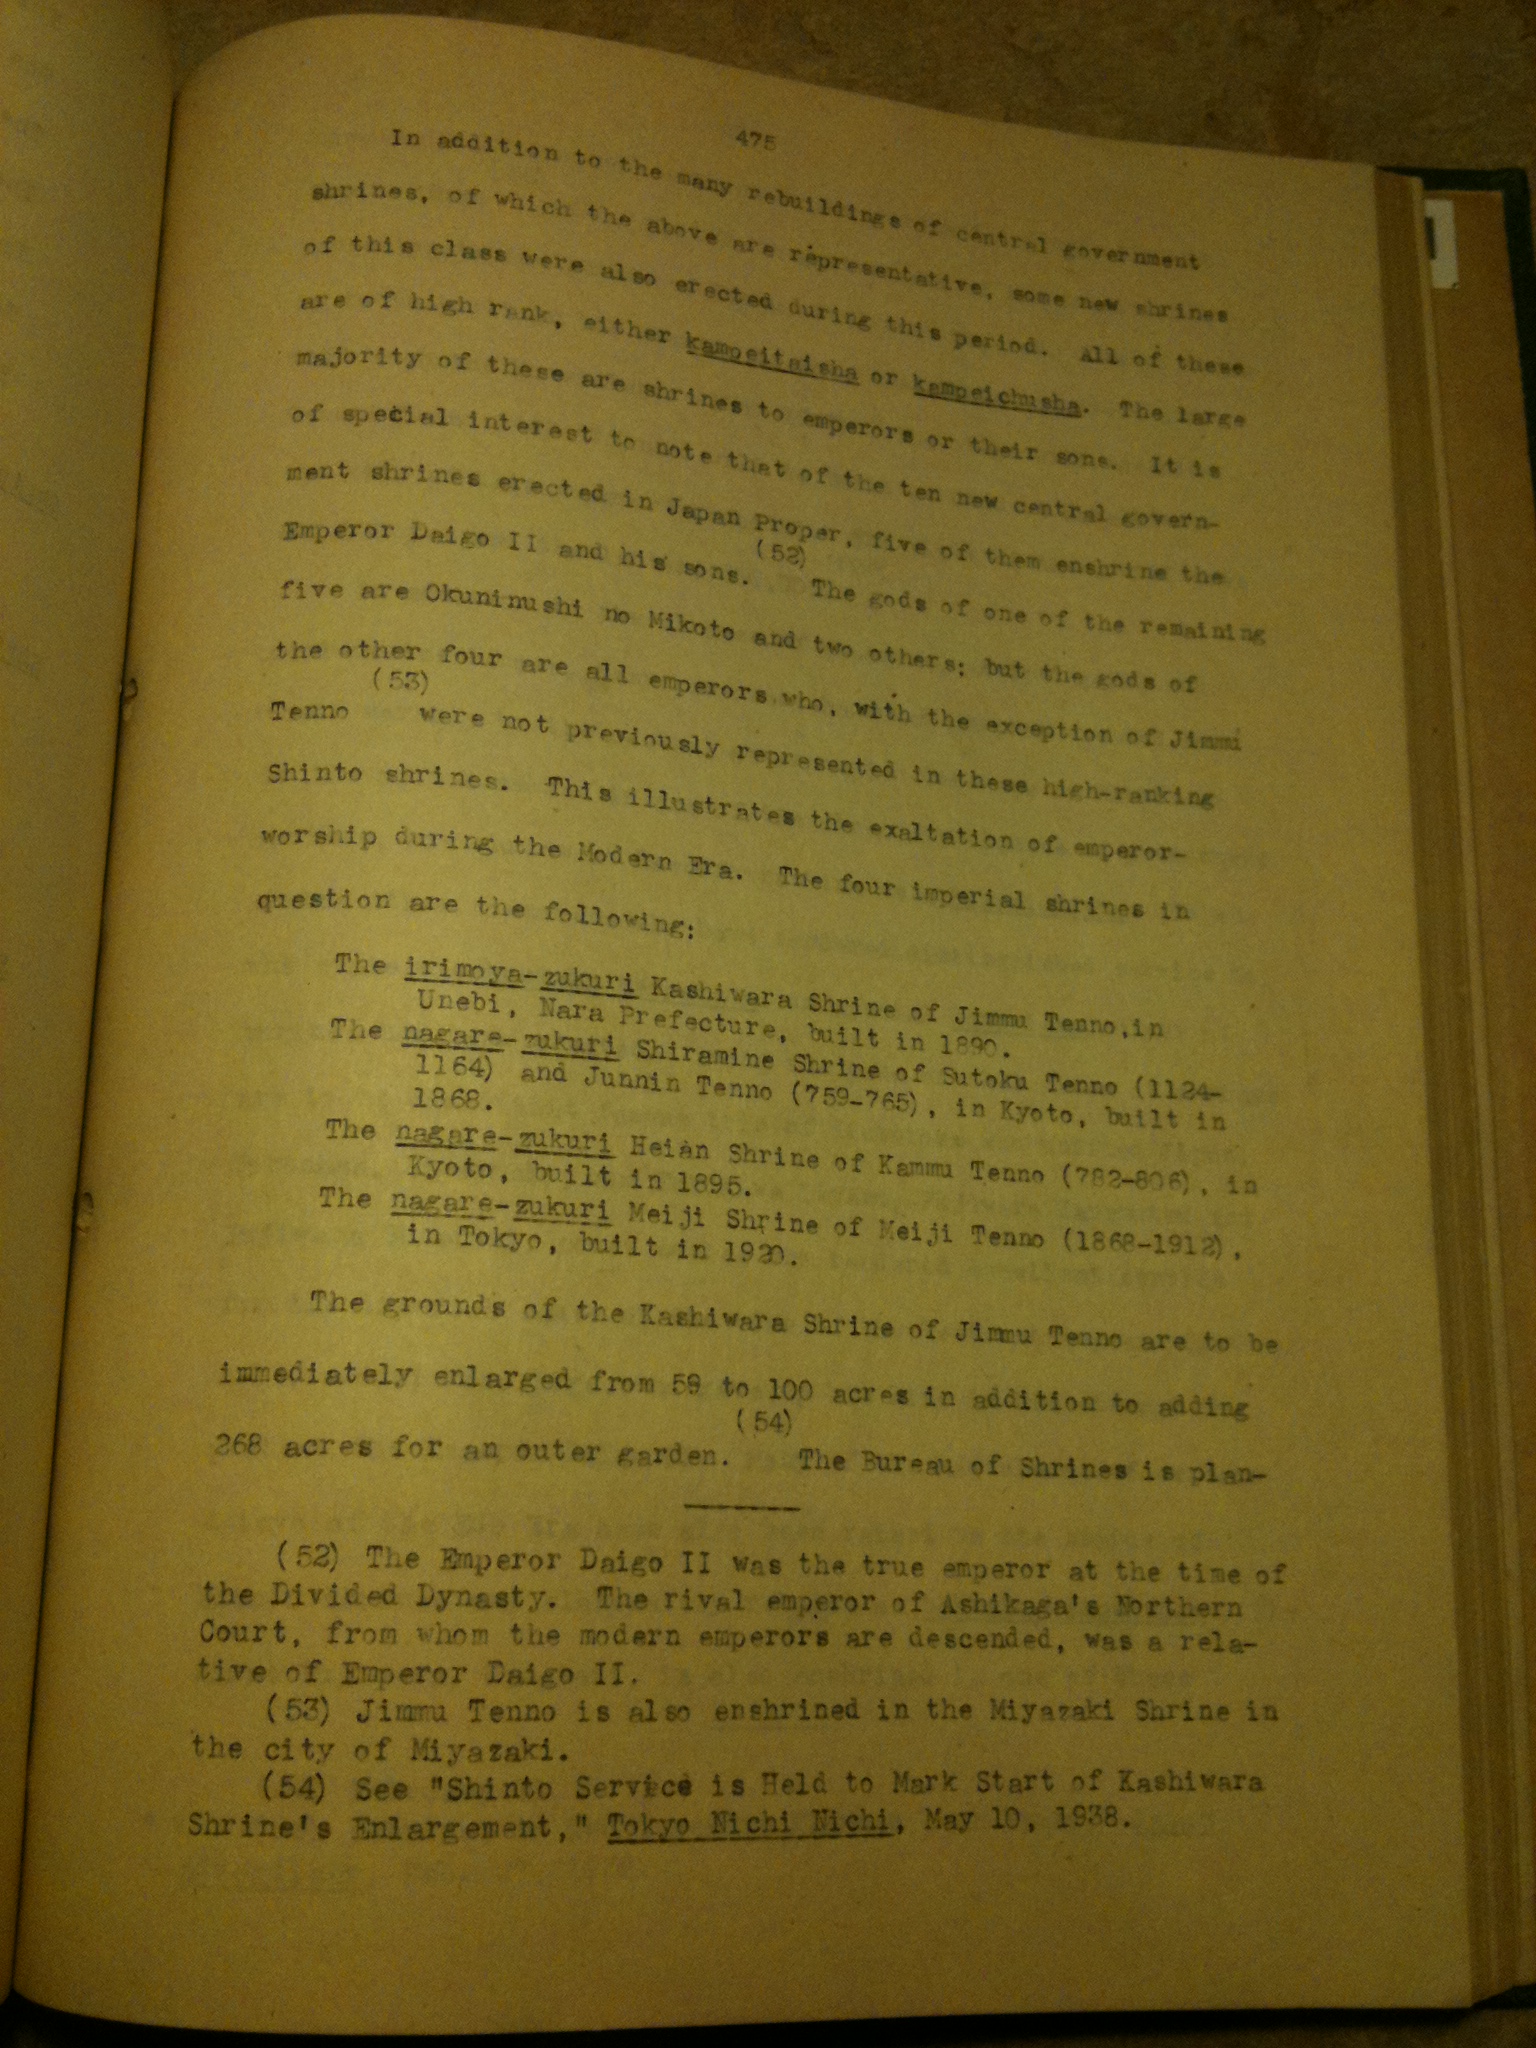 475
In addition to the many rebuildings of central government
shrines, of which the above are representative, some new shrines
of this class were also erected during this period. All of these
are of high rank, either kampeitaisha or kampeichusha. The large
majority of these are shrines to emperors or their sons. It is
of special interest to note that of the ten new central govern-
ment shrines erected in Japan Proper, five of them enshrine the
Emperor Daigo II and his sons. (52) The gods of one of the remaining
five are Okuninushi no Mikoto and two others; but the gods of
the other four are all emperors who, with the exception of Jimmu
Tenno (53) were not previously represented in these high-ranking
Shinto shrines. This illustrates the exaltation of emperor-
worship during the Modern Era. The four imperial shrines in
question are the following:
The irimoya-zukuri Kashiwara Shrine of Jimmu Tenno, in
Unebi, Nara Prefecture, built in 1890.
The nagare-zukuri Shiramine Shrine of Sutoku Tenno (1124-
1164) and Junnin Tenno (759-765), in Kyoto, built in
1868.
The nagare-zukuri Heian Shrine of Kammu Tenno (782-806), in
Kyoto, built in 1895.
The nagare-zukuri Meiji Shrine of Meiji Tenno (1868-1912),
in Tokyo, built in 1920.
The grounds of the Kashiwara Shrine of Jimmu Tenno are to be
immediately enlarged from 59 to 100 acres in addition to adding
268 acres for an outer garden. (54) The Bureau of Shrines is plan-
(52) The Emperor Daigo II was the true emperor at the time of
the Divided Dynasty. The rival emperor of Ashikaga's Northern
Court, from whom the modern emperors are descended, was a rela-
tive of Emperor Daigo II.
(53) Jimmu Tenno is also enshrined in the Miyazaki Shrine in
the city of Miyazaki.
(54) See "Shinto Service is Held to Mark Start of Kashiwara
Shrine's Enlargement," Tokyo Nichi Nichi, May 10, 1938.